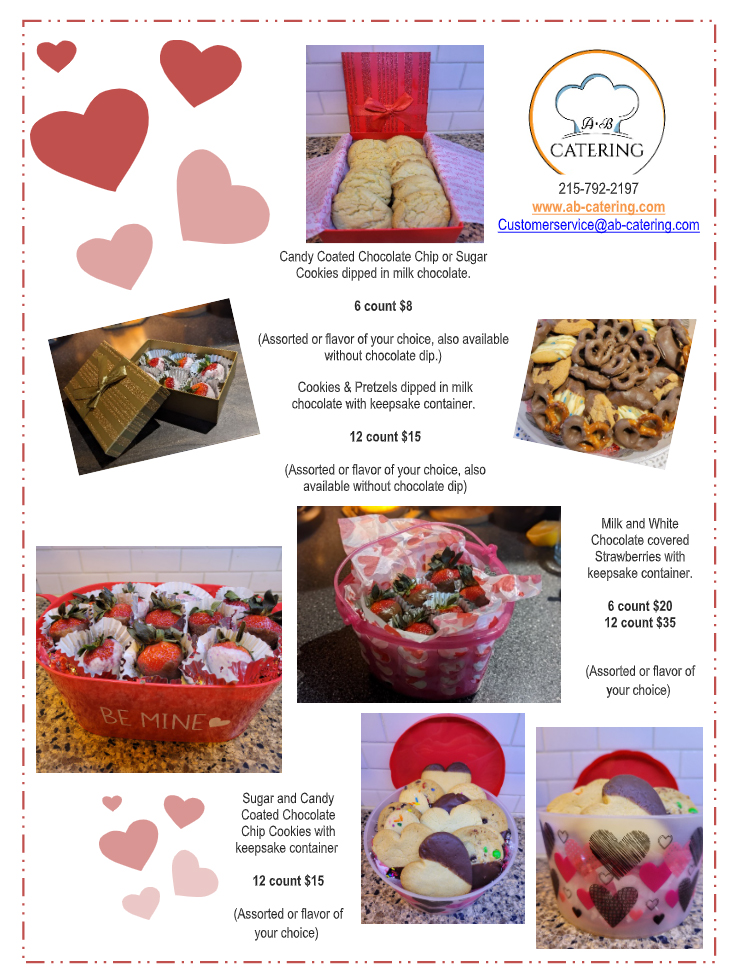 A·B
CATERING
215-792-2197
www.ab-catering.com
Customerservice@ab-catering.com
Candy Coated Chocolate Chip or Sugar
Cookies dipped in milk chocolate.
6 count $8
(Assorted or flavor of your choice, also available
without chocolate dip.)
Cookies & Pretzels dipped in milk
chocolate with keepsake container.
12 count $15
(Assorted or flavor of your choice, also
available without chocolate dip)
Milk and White
Chocolate covered
Strawberries with
keepsake container.
6 count $20
12 count $35
(Assorted or flavor of
your choice)
BE MINE
Sugar and Candy
Coated Chocolate
Chip Cookies with
keepsake container
12 count $15
(Assorted or flavor of
your choice)